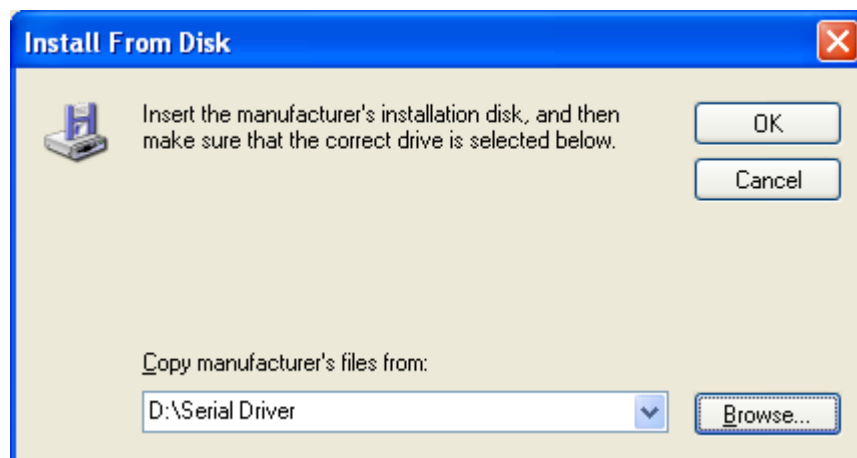 Install From Disk
Insert the manufacturer's installation disk, and then
make sure that the correct drive is selected below.
OK
Cancel
Copy manufacturer's files from:
D:\Serial Driver
Browse...